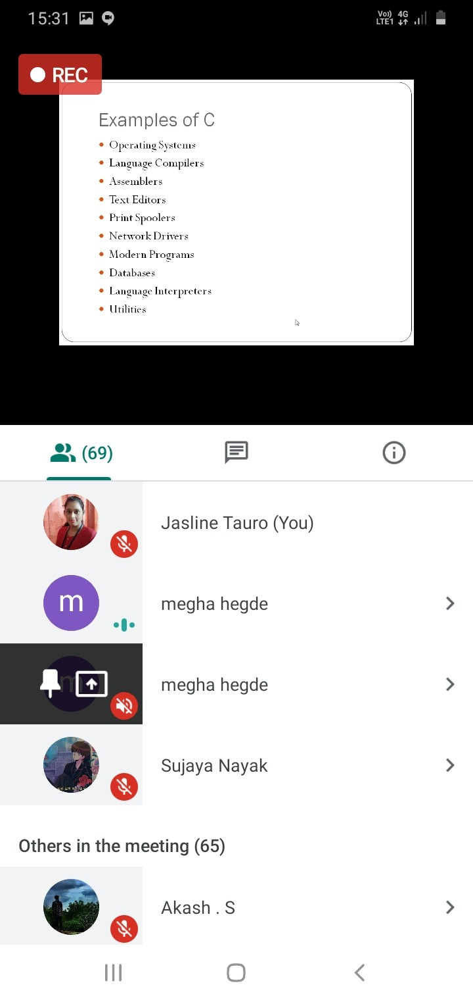 15:31
Vo)) 4G
LTE1
REC
Examples of C
• Operating Systems
• Language Compilers
• Assemblers
• Text Editors
• Print Spoolers
• Network Drivers
• Modern Programs
• Databases
• Language Interpreters
• Utilities
(69)
Jasline Tauro (You)
m
megha hegde
m
megha hegde
Sujaya Nayak
Others in the meeting (65)
Akash . S